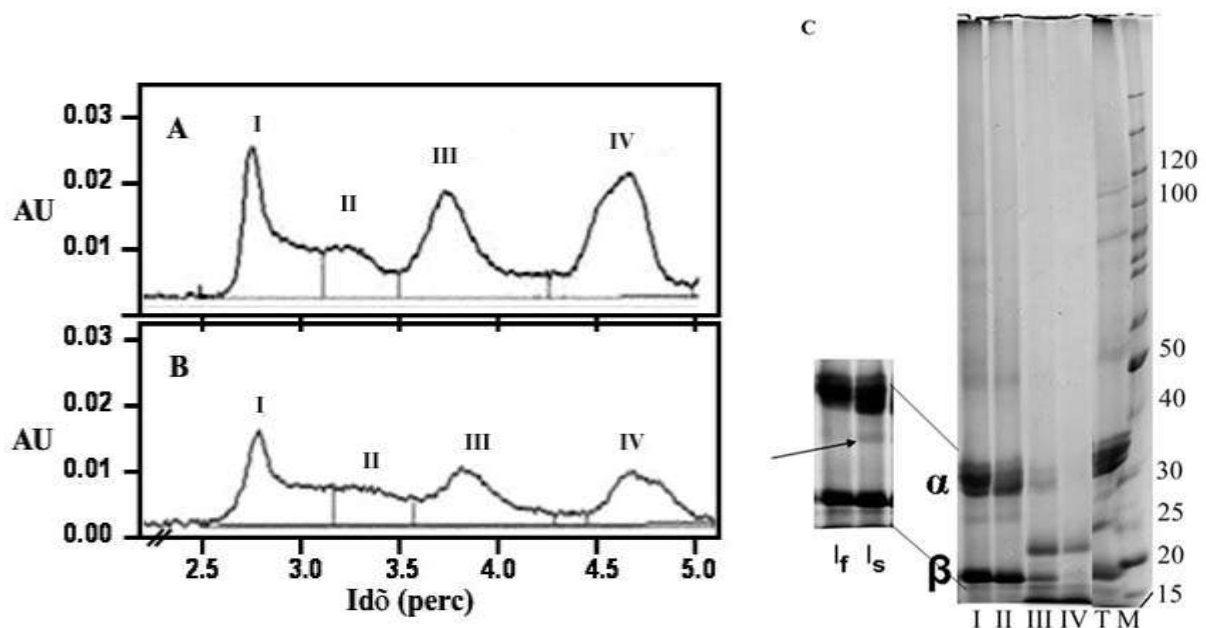 A
AU
0.03
0.02
0.01
I
II
III
IV
B
AU
0.03
0.02
0.01
0.00
I
II
III
IV
2.5 3.0 3.5 4.0 4.5 5.0
Idõ (perc)
C
120
100
50
40
30
25
20
15
α
β
If Is
I II III IV T M